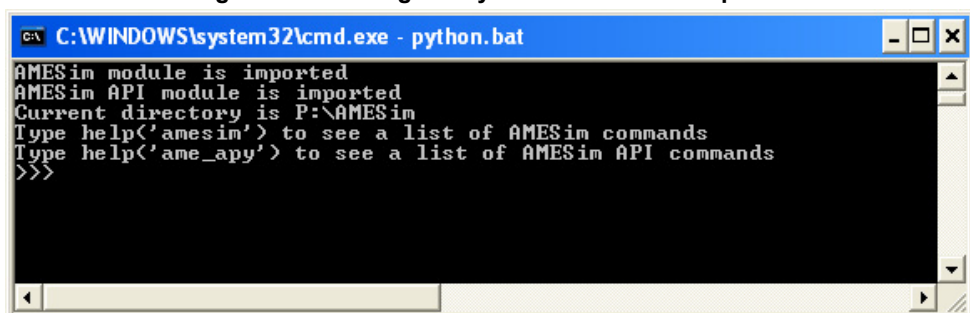 C:\WINDOWS\system32\cmd.exe - python.bat
AMESim module is imported
AMESim API module is imported
Current directory is P:\AMESim
Type help('amesim') to see a list of AMESim commands
Type help('ame_apy') to see a list of AMESim API commands
>>>